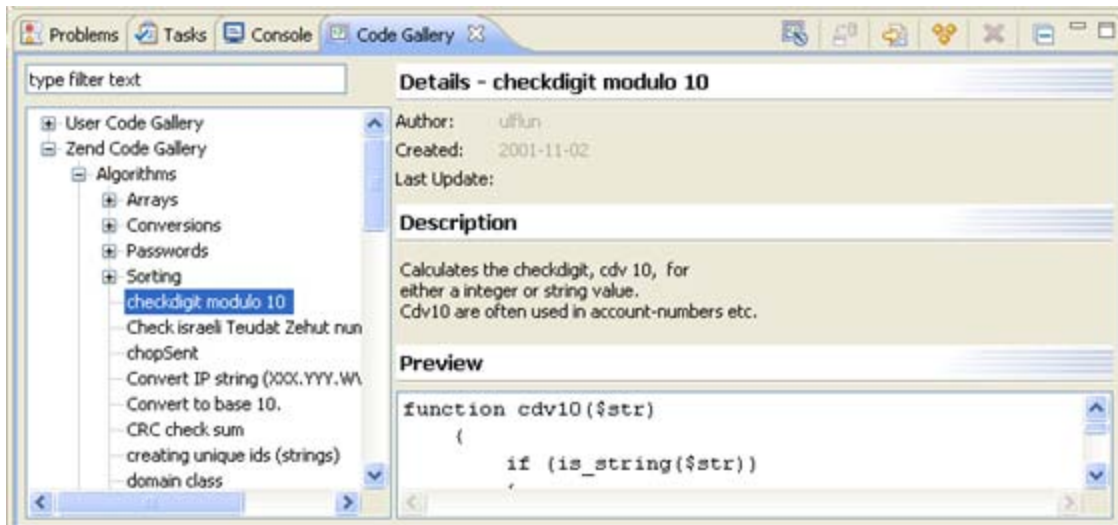 Problems Tasks Console Code Gallery
type filter text
User Code Gallery
Zend Code Gallery
Algorithms
Arrays
Conversions
Passwords
Sorting
checkdigit modulo 10
Check israeli Teudat Zehut num
chopSent
Convert IP string (XXX.YYY.WV
Convert to base 10.
CRC check sum
creating unique ids (strings)
domain class
Details - checkdigit modulo 10
Author: ulflun
Created: 2001-11-02
Last Update:
Description
Calculates the checkdigit, cdv 10, for
either a integer or string value.
Cdv10 are often used in account-numbers etc.
Preview
function cdv10($str)
{
if (is_string($str))